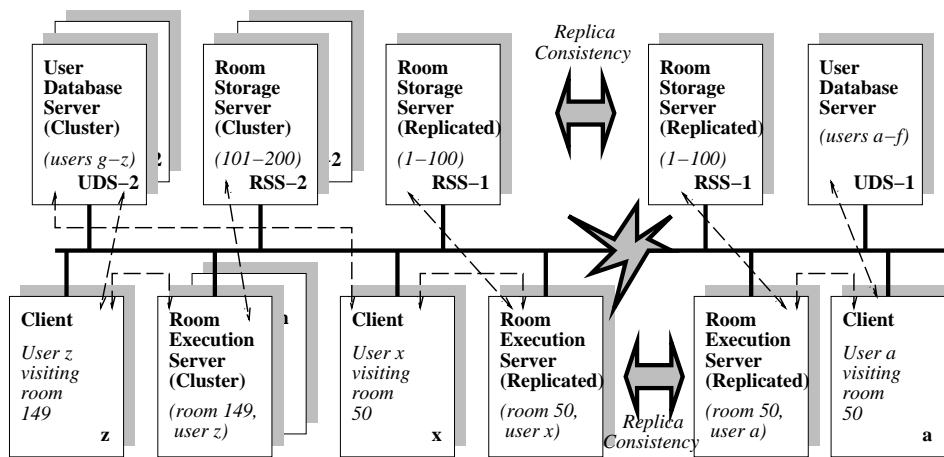 User
Database
Server
(Cluster)
(users g–z)
2
UDS–2
Room
Storage
Server
(Cluster)
(101–200)
–2
RSS–2
Room
Storage
Server
(Replicated)
(1–100)
RSS–1
Replica
Consistency
Room
Storage
Server
(Replicated)
(1–100)
RSS–1
User
Database
Server
(users a–f)
UDS–1
Client
User z
visiting
room
149
z
Room
Execution
Server
(Cluster)
(room 149,
user z)
Client
User x
visiting
room
50
x
Room
Execution
Server
(Replicated)
(room 50,
user x)
Replica
Consistency
Room
Execution
Server
(Replicated)
(room 50,
user a)
Client
User a
visiting
room
50
a